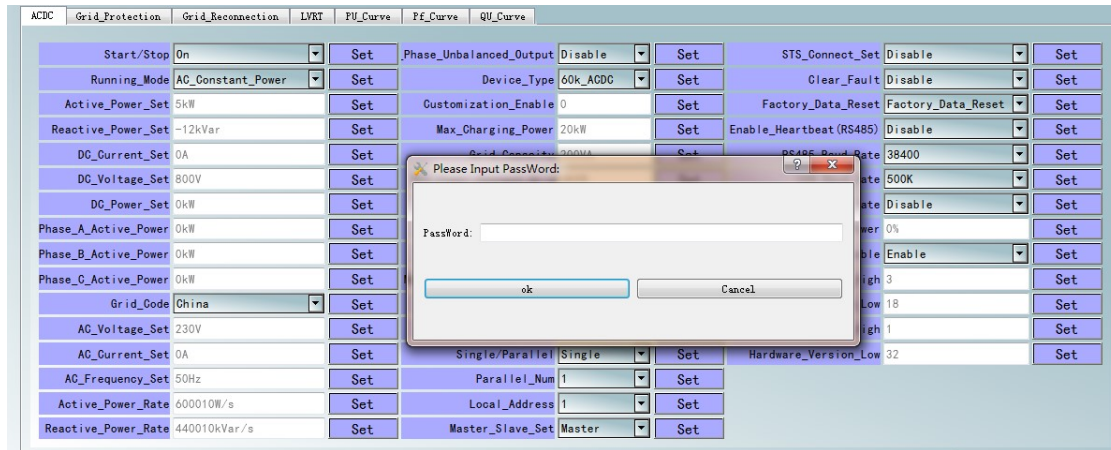 ACDC Grid_Protection Grid_Reconnection LVRT PU_Curve Pf_Curve QU_Curve
Start/Stop On Set Phase_Unbalanced_Output Disable Set STS_Connect_Set Disable Set
Running_Mode AC_Constant_Power Set Device_Type 60k_ACDC Set Clear_Fault Disable Set
Active_Power_Set 5kW Set Customization_Enable 0 Set Factory_Data_Reset Factory_Data_Reset Set
Reactive_Power_Set -12kVar Set Max_Charging_Power 20kW Set Enable_Heartbeat(RS485) Disable Set
DC_Current_Set 0A Set Grid_Capacity 200VA Set RS485_Baud_Rate 38400 Set
Please Input PassWord:
DC_Voltage_Set 800V Set ate 500K Set
DC_Power_Set 0kW Set ate Disable Set
Phase_A_Active_Power 0kW Set PassWord: wer 0% Set
Phase_B_Active_Power 0kW Set ble Enable Set
Phase_C_Active_Power 0kW Set ok Cancel igh 3 Set
Grid_Code China Set Low 18 Set
AC_Voltage_Set 230V Set igh 1 Set
AC_Current_Set 0A Set Single/Parallel Single Set Hardware_Version_Low 32 Set
AC_Frequency_Set 50Hz Set Parallel_Num 1 Set
Active_Power_Rate 600010W/s Set Local_Address 1 Set
Reactive_Power_Rate 440010kVar/s Set Master_Slave_Set Master Set